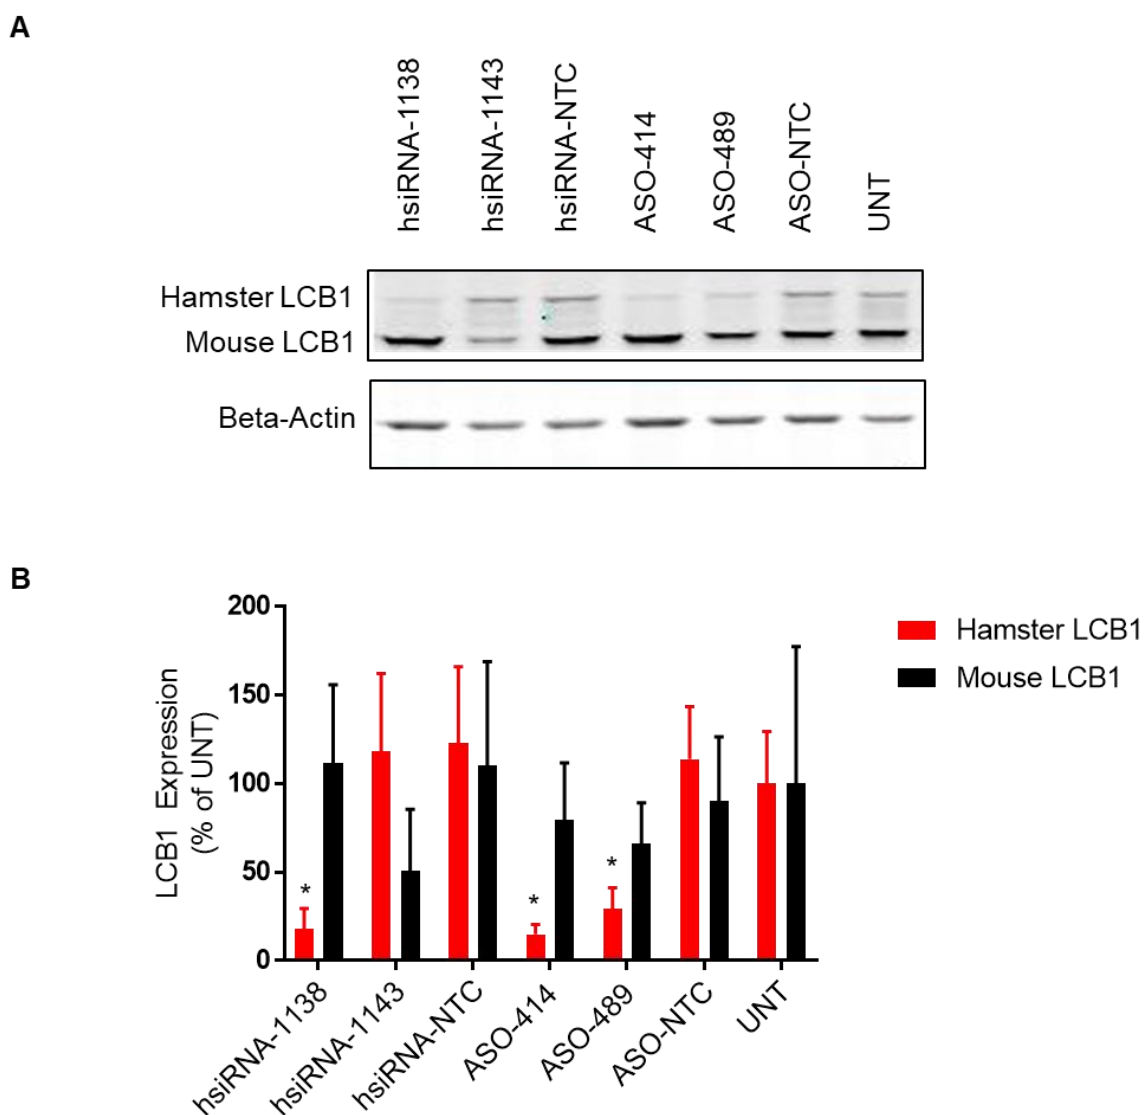 A
hsiRNA-1138
hsiRNA-1143
hsiRNA-NTC
ASO-414
ASO-489
ASO-NTC
UNT
Hamster LCB1
Mouse LCB1
Beta-Actin
B
LCB1 Expression
(% of UNT)
200
150
100
50
0
*
*
*
hsiRNA-1138
hsiRNA-1143
hsiRNA-NTC
ASO-414
ASO-489
ASO-NTC
UNT
Hamster LCB1
Mouse LCB1